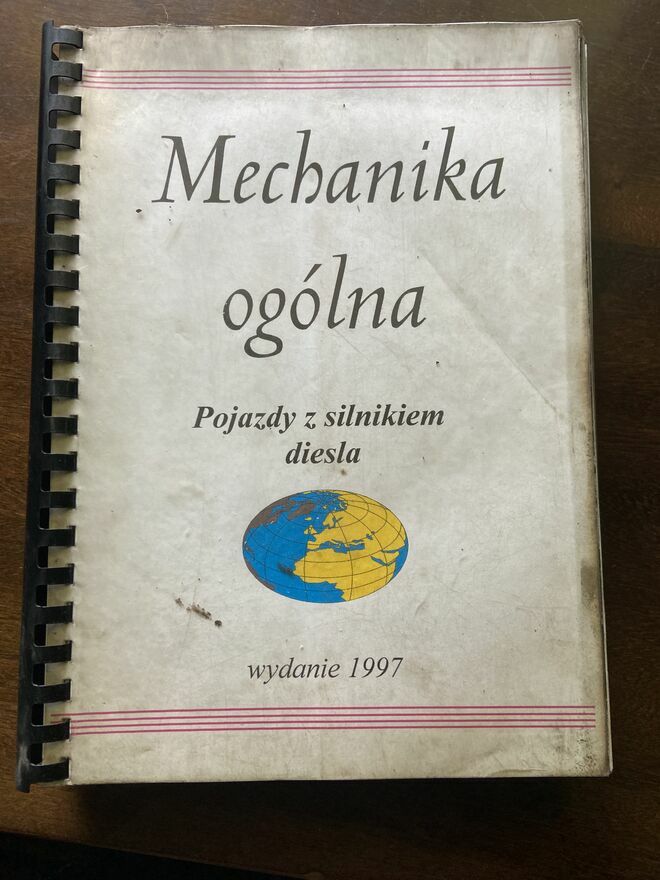 Mechanika
ogólna
Pojazdy z silnikiem
diesla
wydanie 1997